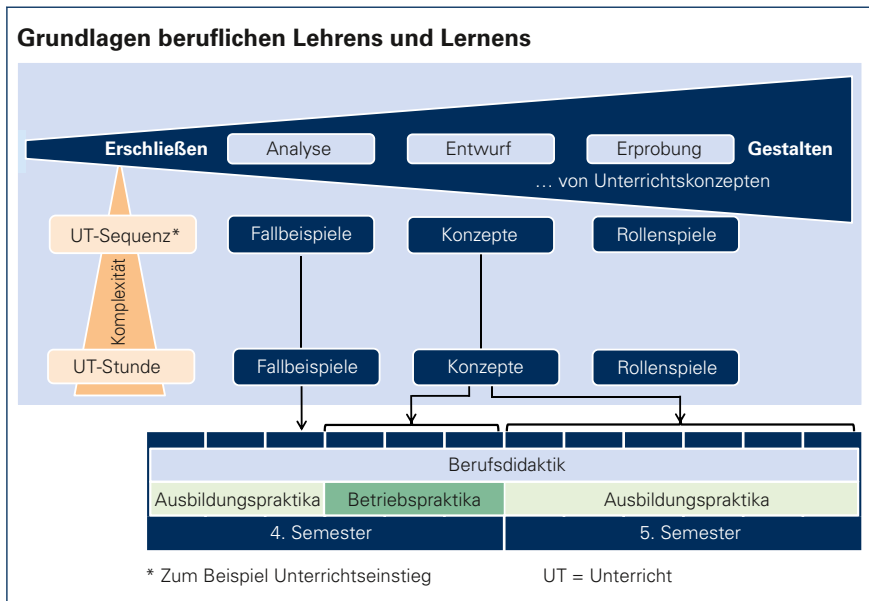 Grundlagen beruflichen Lehrens und Lernens
Erschließen Analyse Entwurf Erprobung Gestalten
… von Unterrichtskonzepten
UT-Sequenz* Fallbeispiele Konzepte Rollenspiele
Komplexität
UT-Stunde Fallbeispiele Konzepte Rollenspiele
Berufsdidaktik
Ausbildungspraktika Betriebspraktika Ausbildungspraktika
4. Semester 5. Semester
* Zum Beispiel Unterrichtseinstieg UT = Unterricht